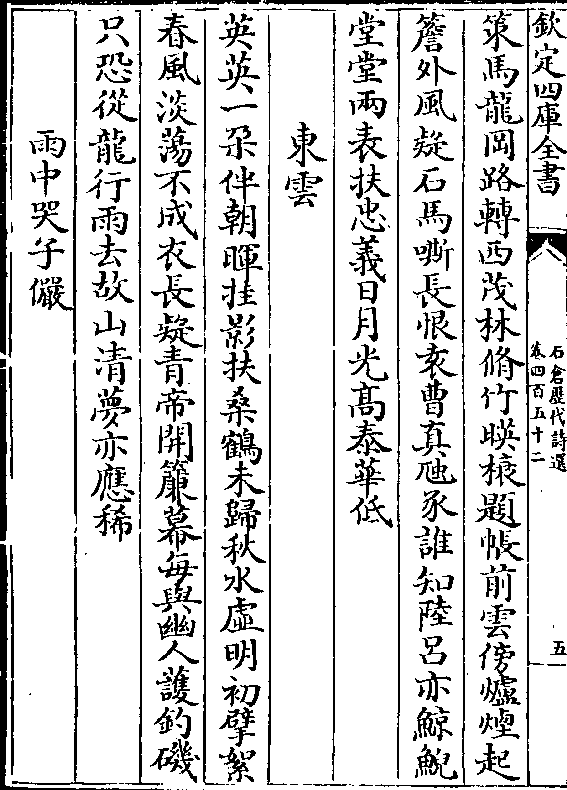 欽定四庫全書
石倉歷代詩選
卷四百五十二
五
策馬龍岡路轉西茂林脩竹暎榱題帳前雲傍爐煙起
簷外風凝石馬嘶長恨袁曹真虺豕誰知陸呂亦鯨鯢
堂堂兩表扶忠義日月光高泰華低
東雲
英英一朶伴朝暉挂影扶桑鶴未歸秋水虛明初擘絮
春風淡蕩不成衣長疑青帝開簾幕每與幽人護釣磯
只恐從龍行雨去故山清夢亦應稀
雨中哭子儼